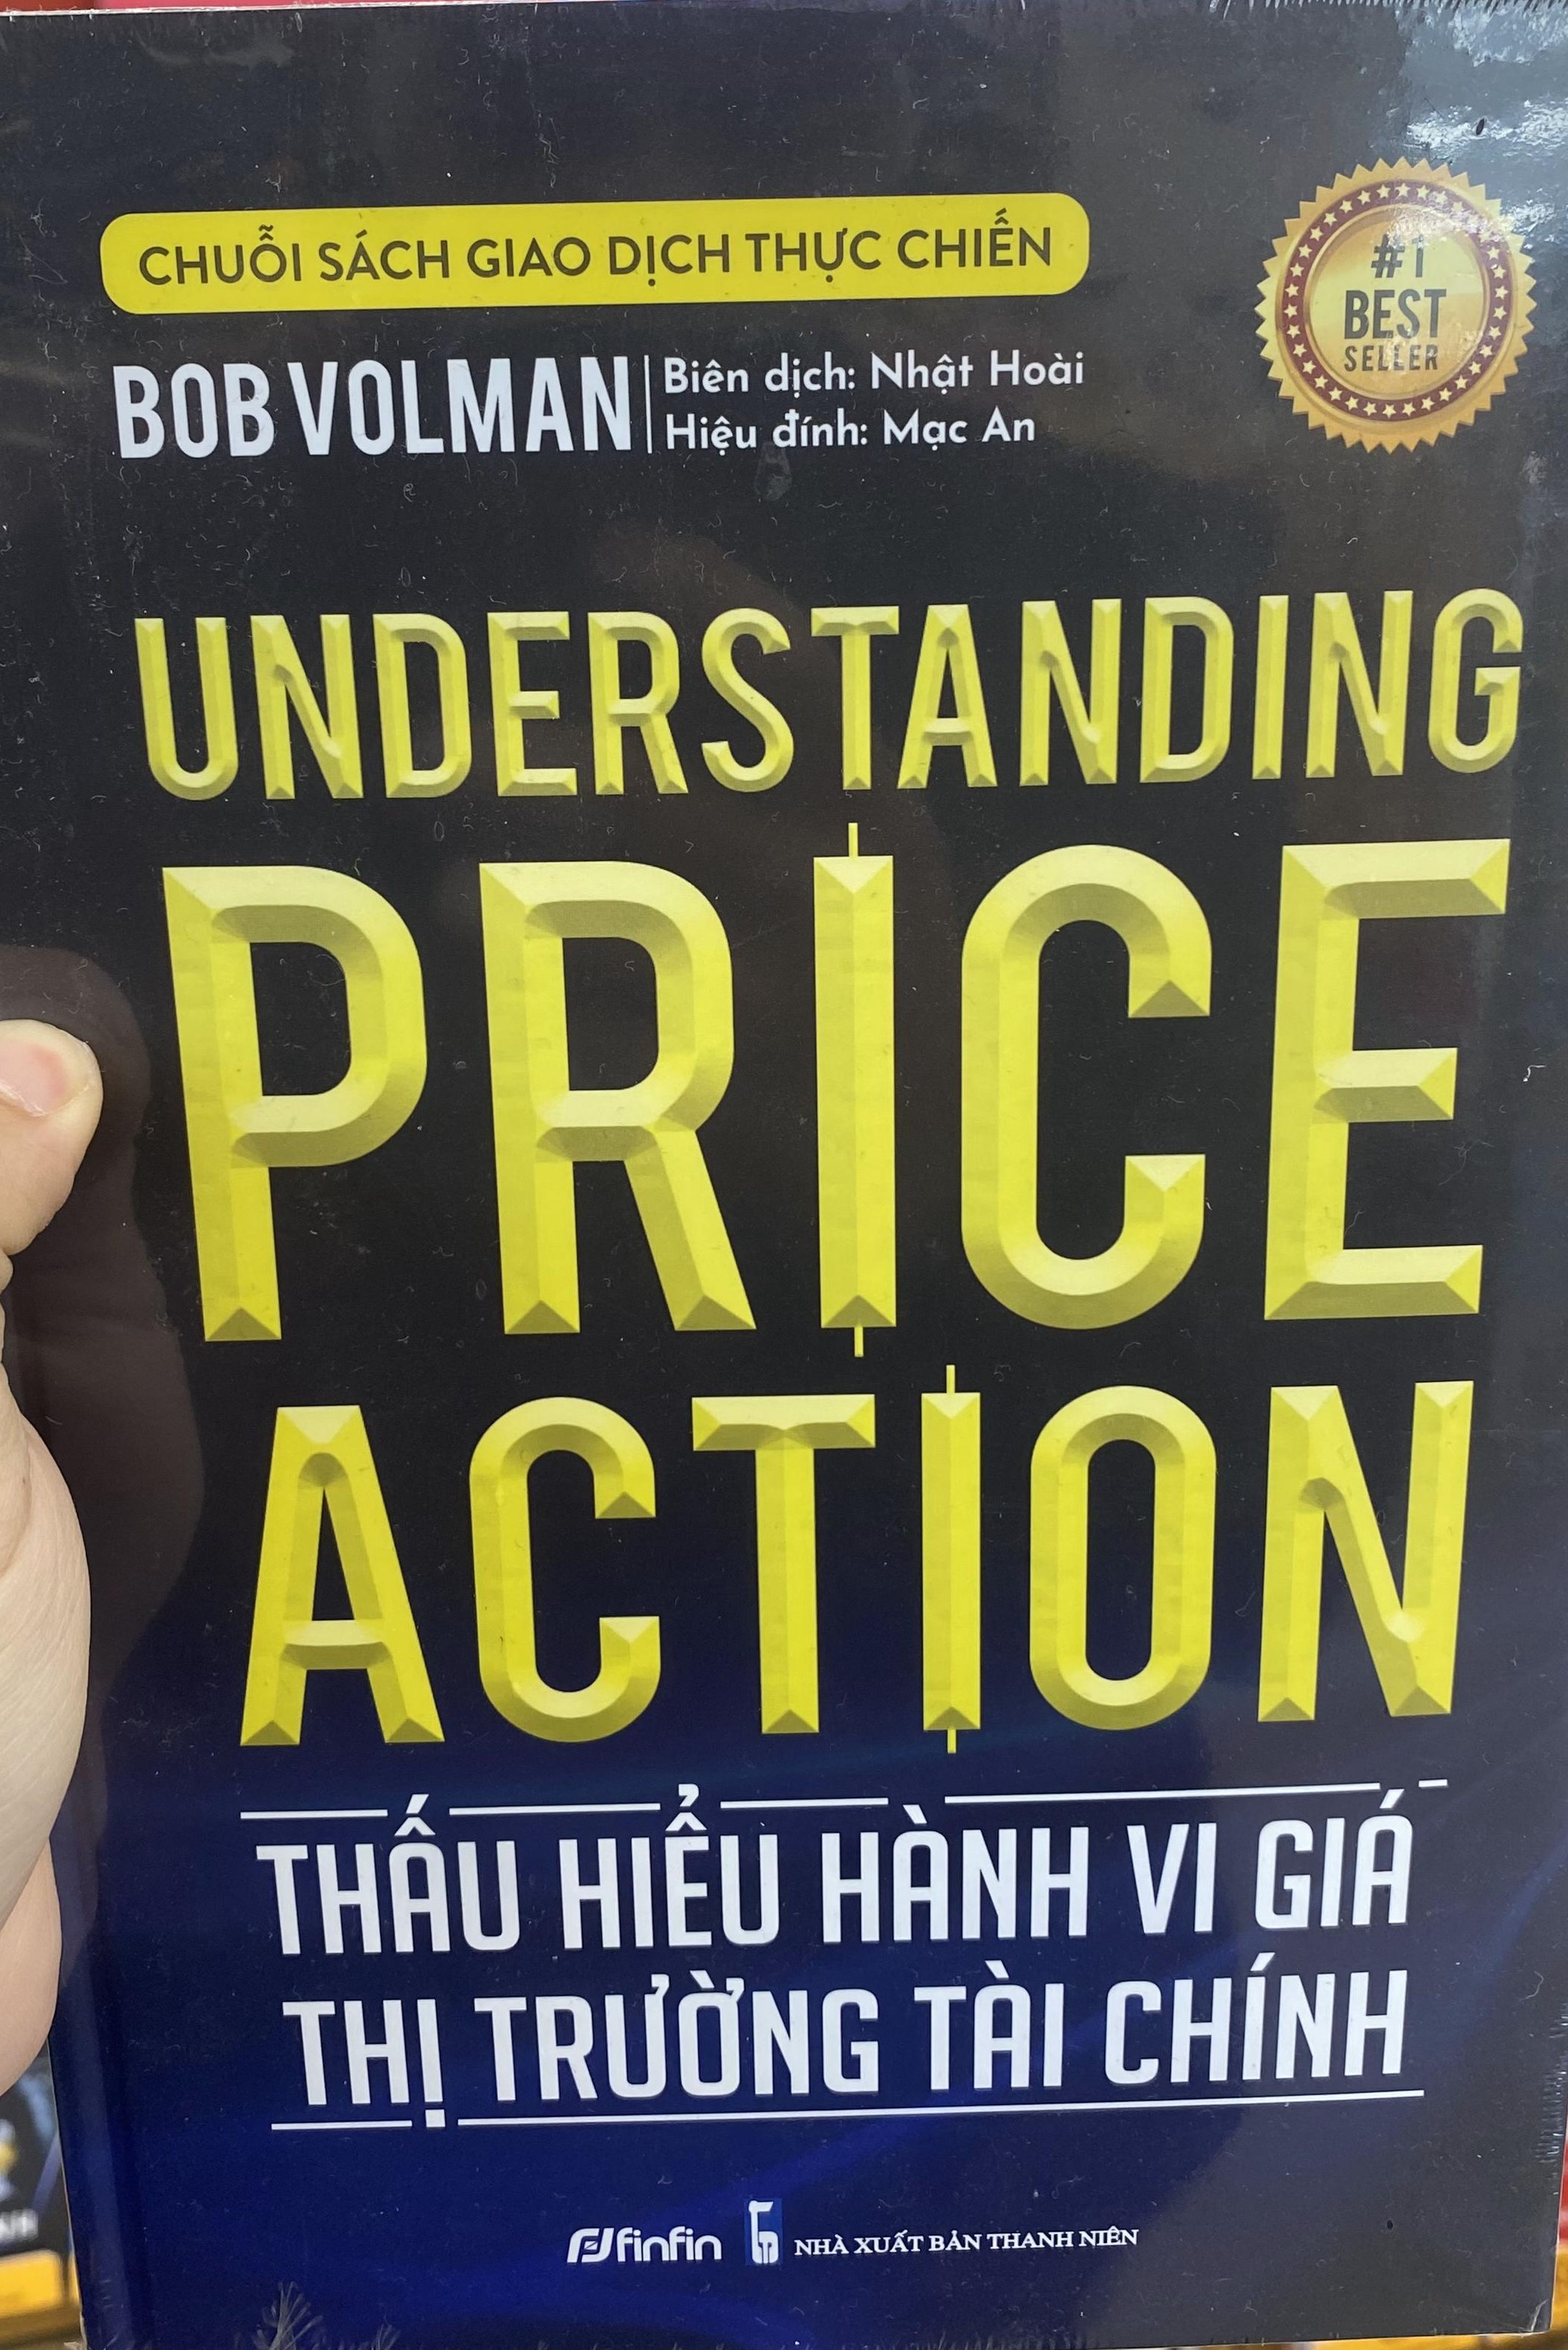 CHUỖI SÁCH GIAO DỊCH THỰC CHIẾN
#1
BEST
SELLER
BOB VOLMAN
Biên dịch: Nhật Hoài
Hiệu đính: Mạc An
UNDERSTANDING
PRICE
ACTION
THẤU HIỂU HÀNH VI GIÁ
THỊ TRƯỜNG TÀI CHÍNH
finfin
NHÀ XUẤT BẢN THANH NIÊN